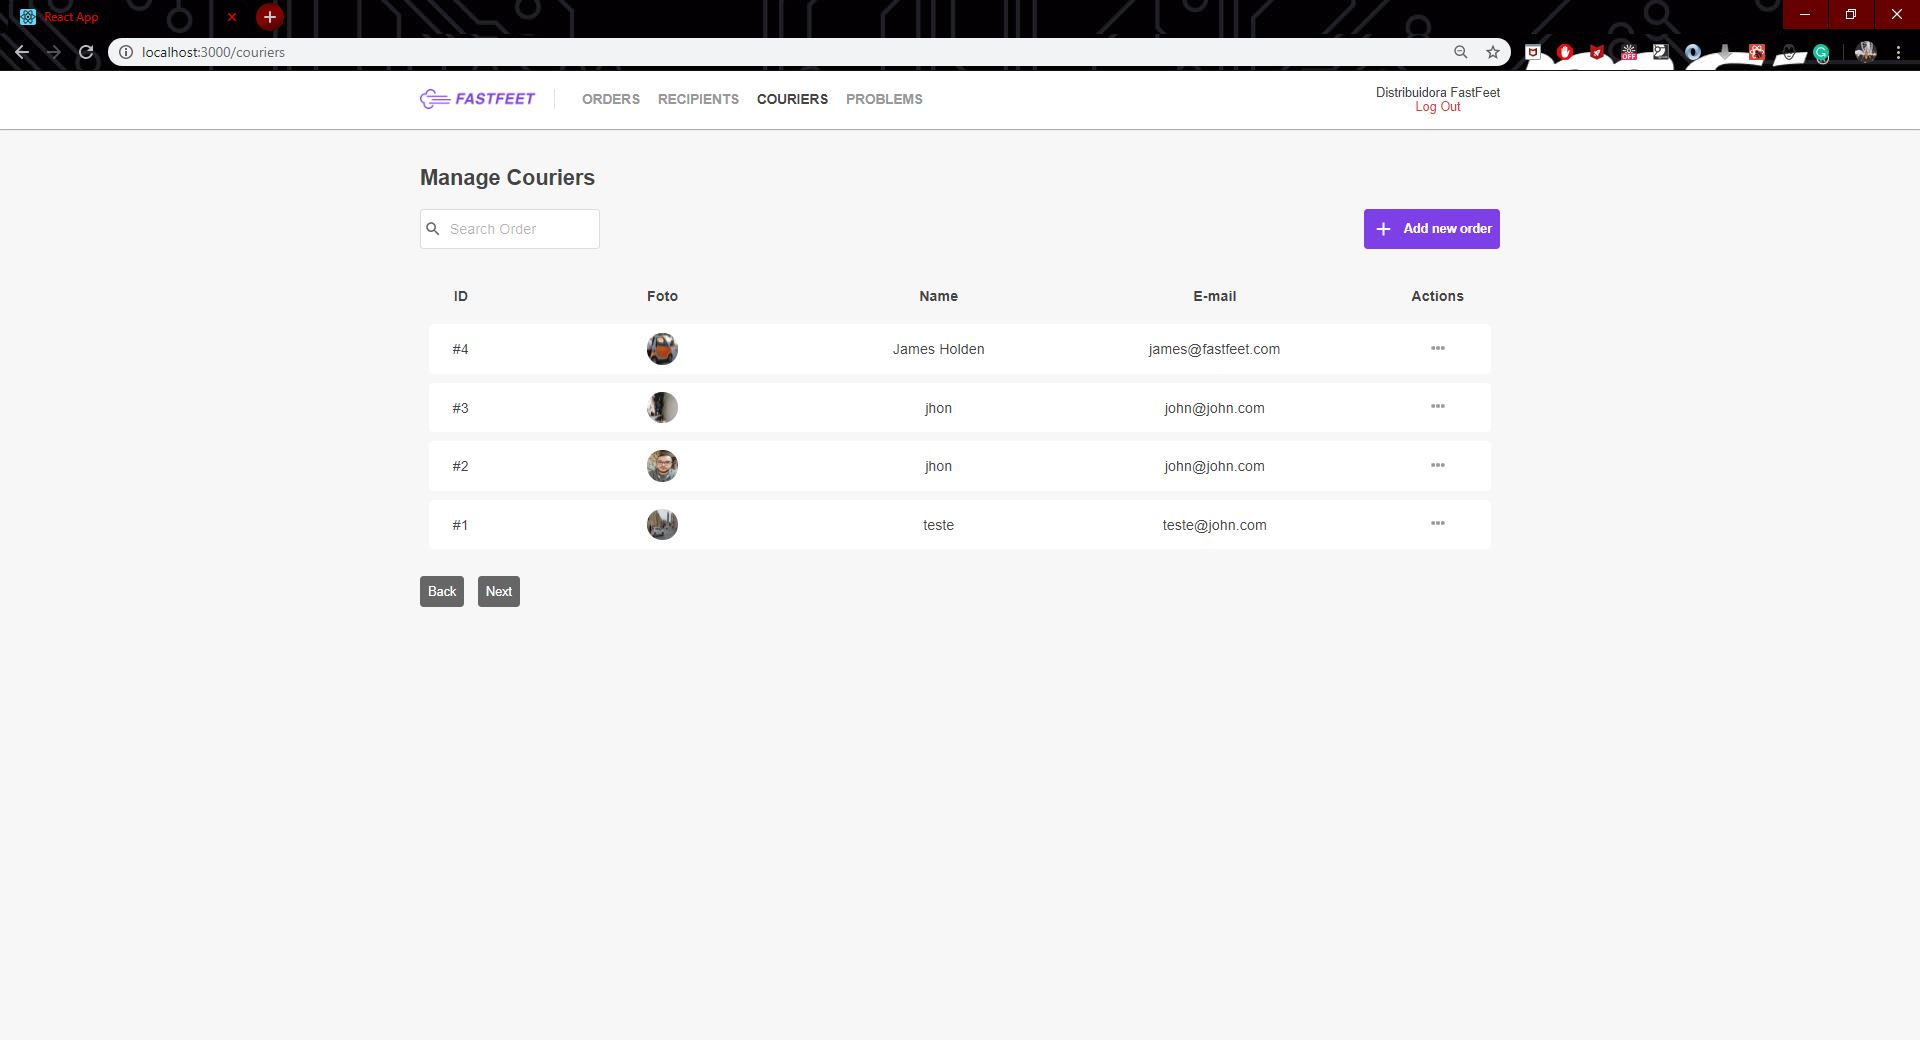 React App
localhost:3000/couriers
OFF
FASTFEET
ORDERS RECIPIENTS COURIERS PROBLEMS
Distribuidora FastFeet
Log Out
Manage Couriers
Search Order
Add new order
ID Foto Name E-mail Actions
#4 James Holden james@fastfeet.com
#3 jhon john@john.com
#2 jhon john@john.com
#1 teste teste@john.com
Back Next